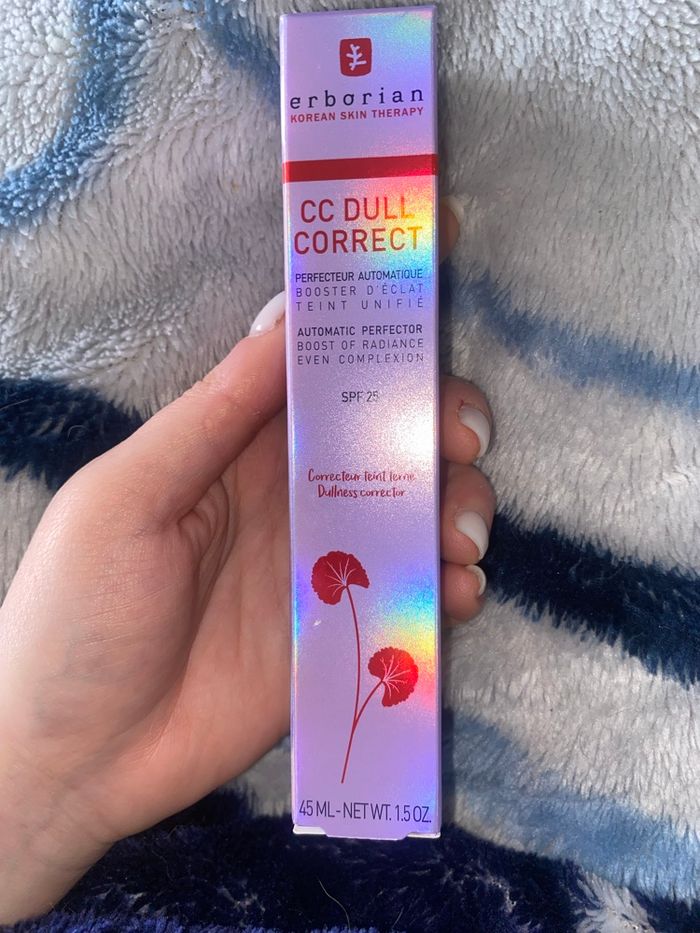 erborian
KOREAN SKIN THERAPY
CC DULL
CORRECT
PERFECTEUR AUTOMATIQUE
BOOSTER D'ÉCLAT
TEINT UNIFIÉ
AUTOMATIC PERFECTOR
BOOST OF RADIANCE
EVEN COMPLEXION
SPF 25
Correcteur teint terne
Dullness corrector
45 ML - NET WT. 1.5 OZ.